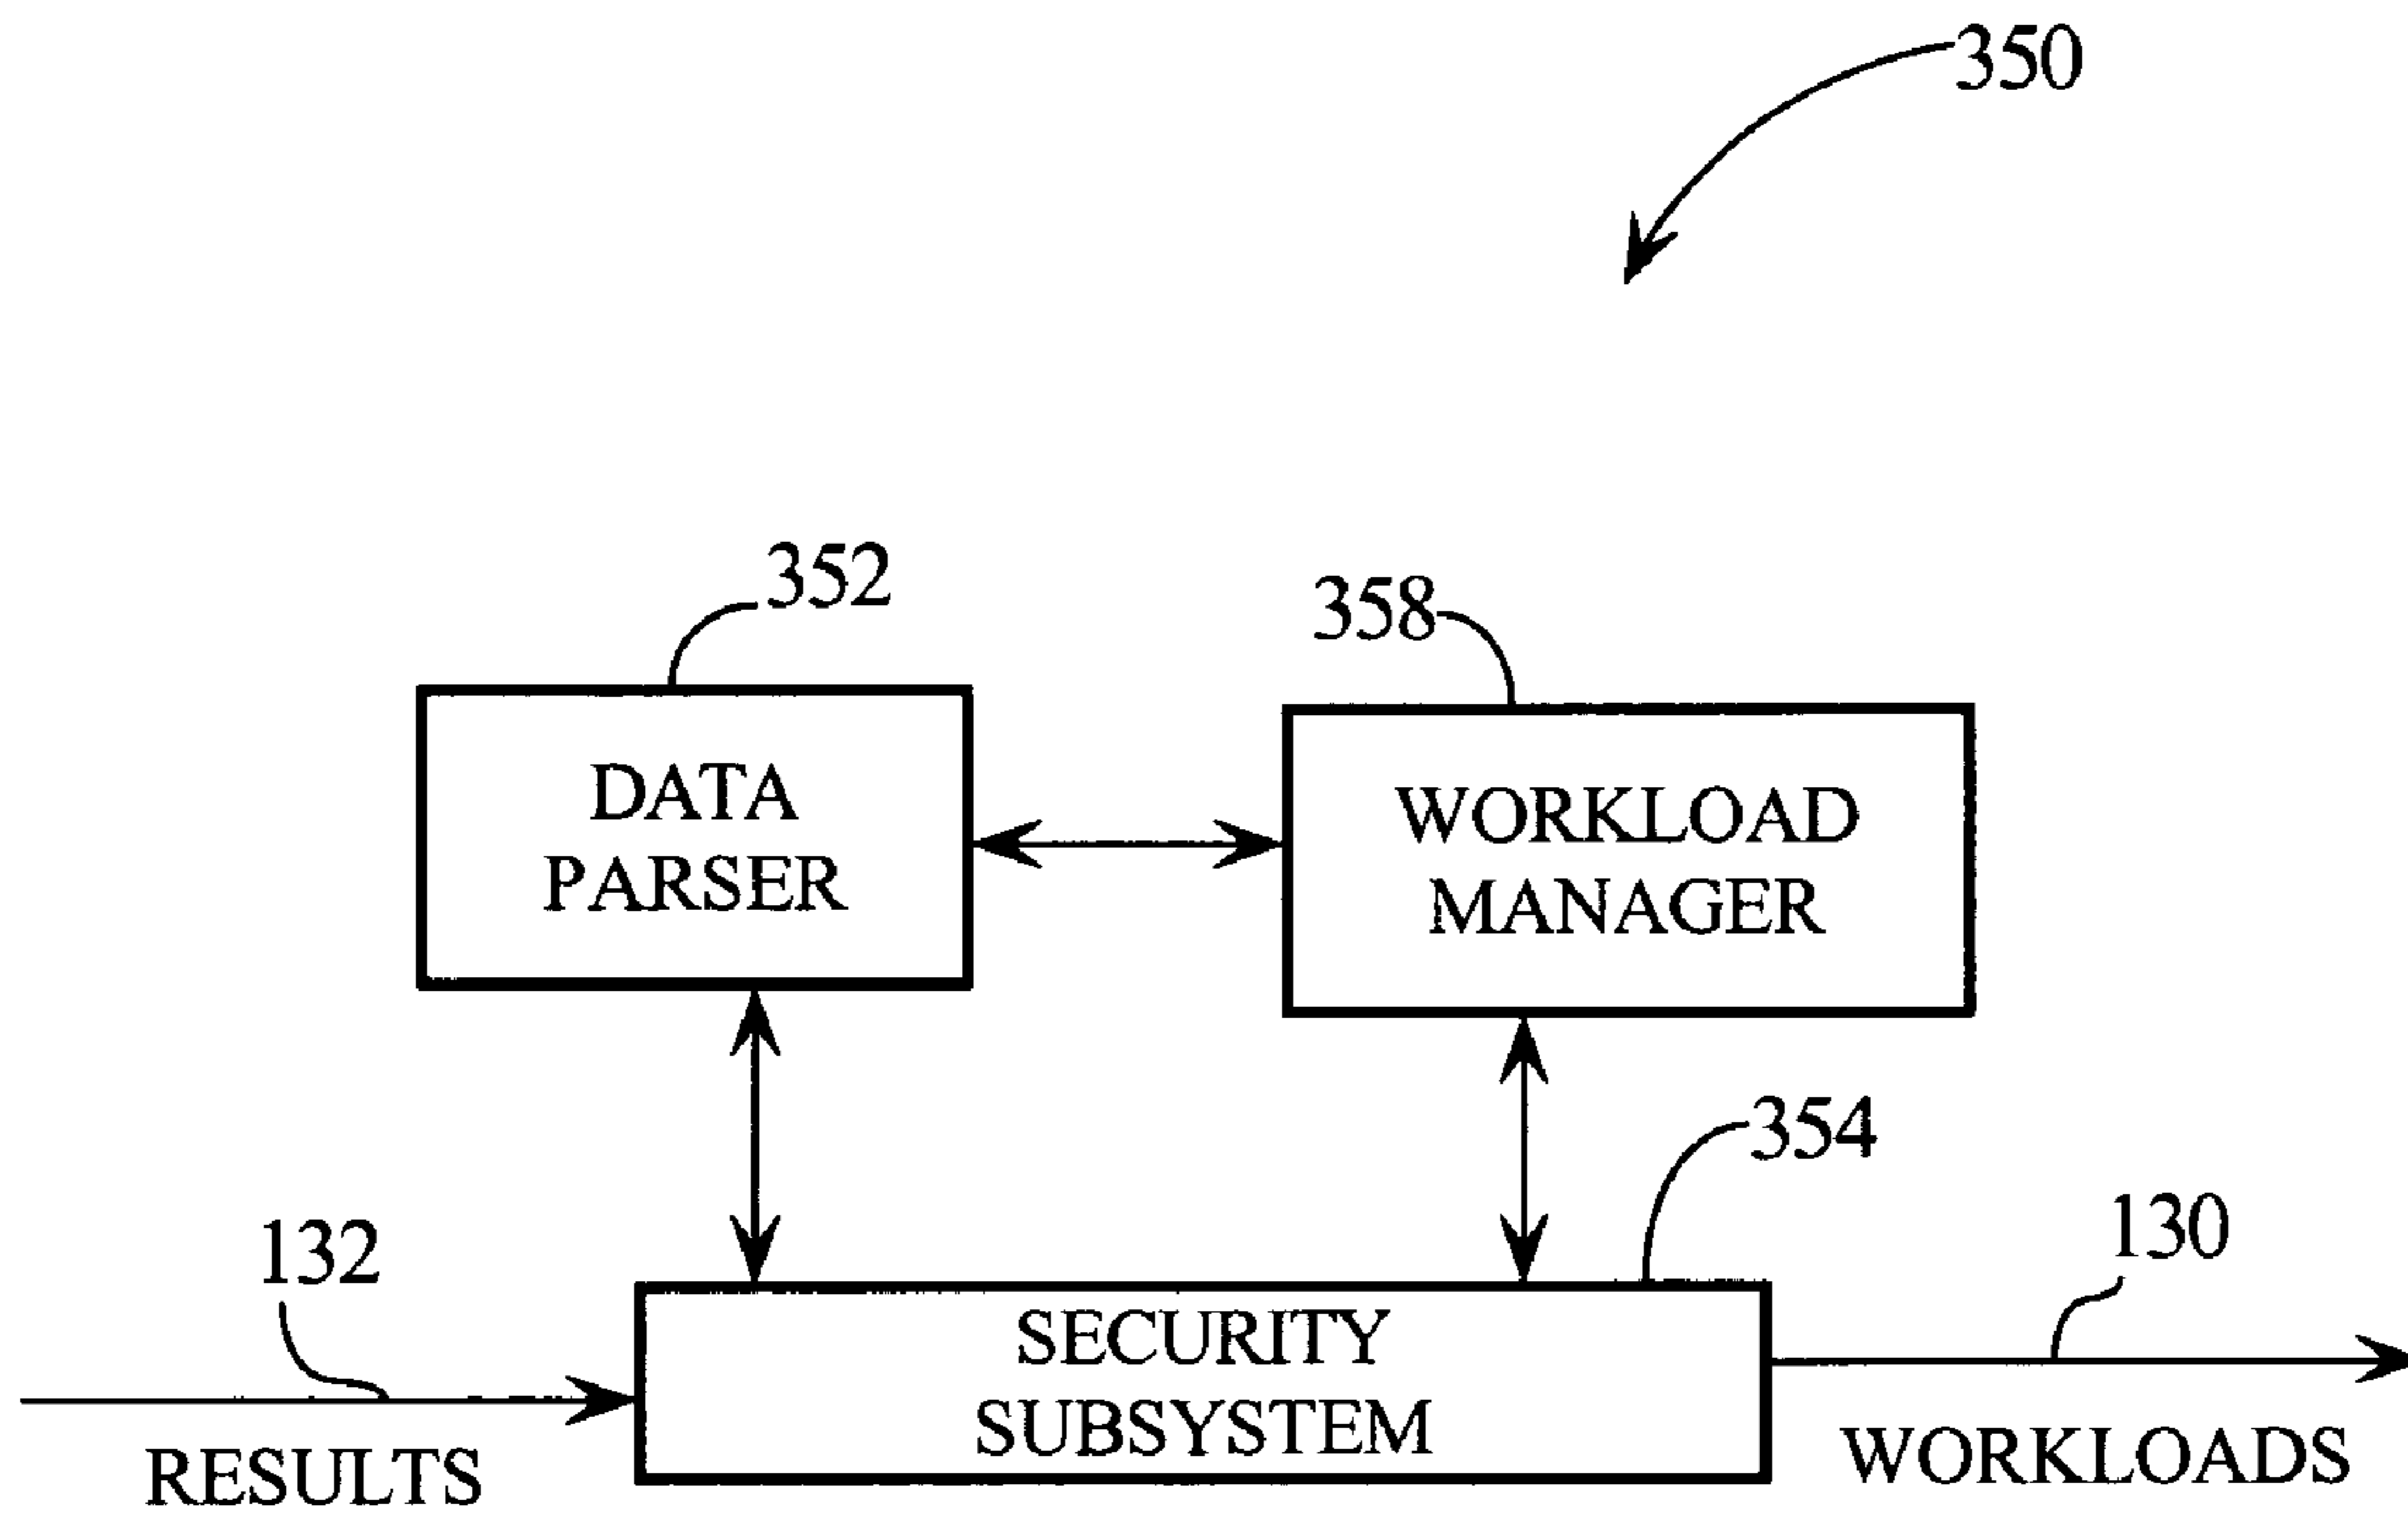 350
352
358
DATA
PARSER
WORKLOAD
MANAGER
354
132
130
SECURITY
SUBSYSTEM
RESULTS
WORKLOADS